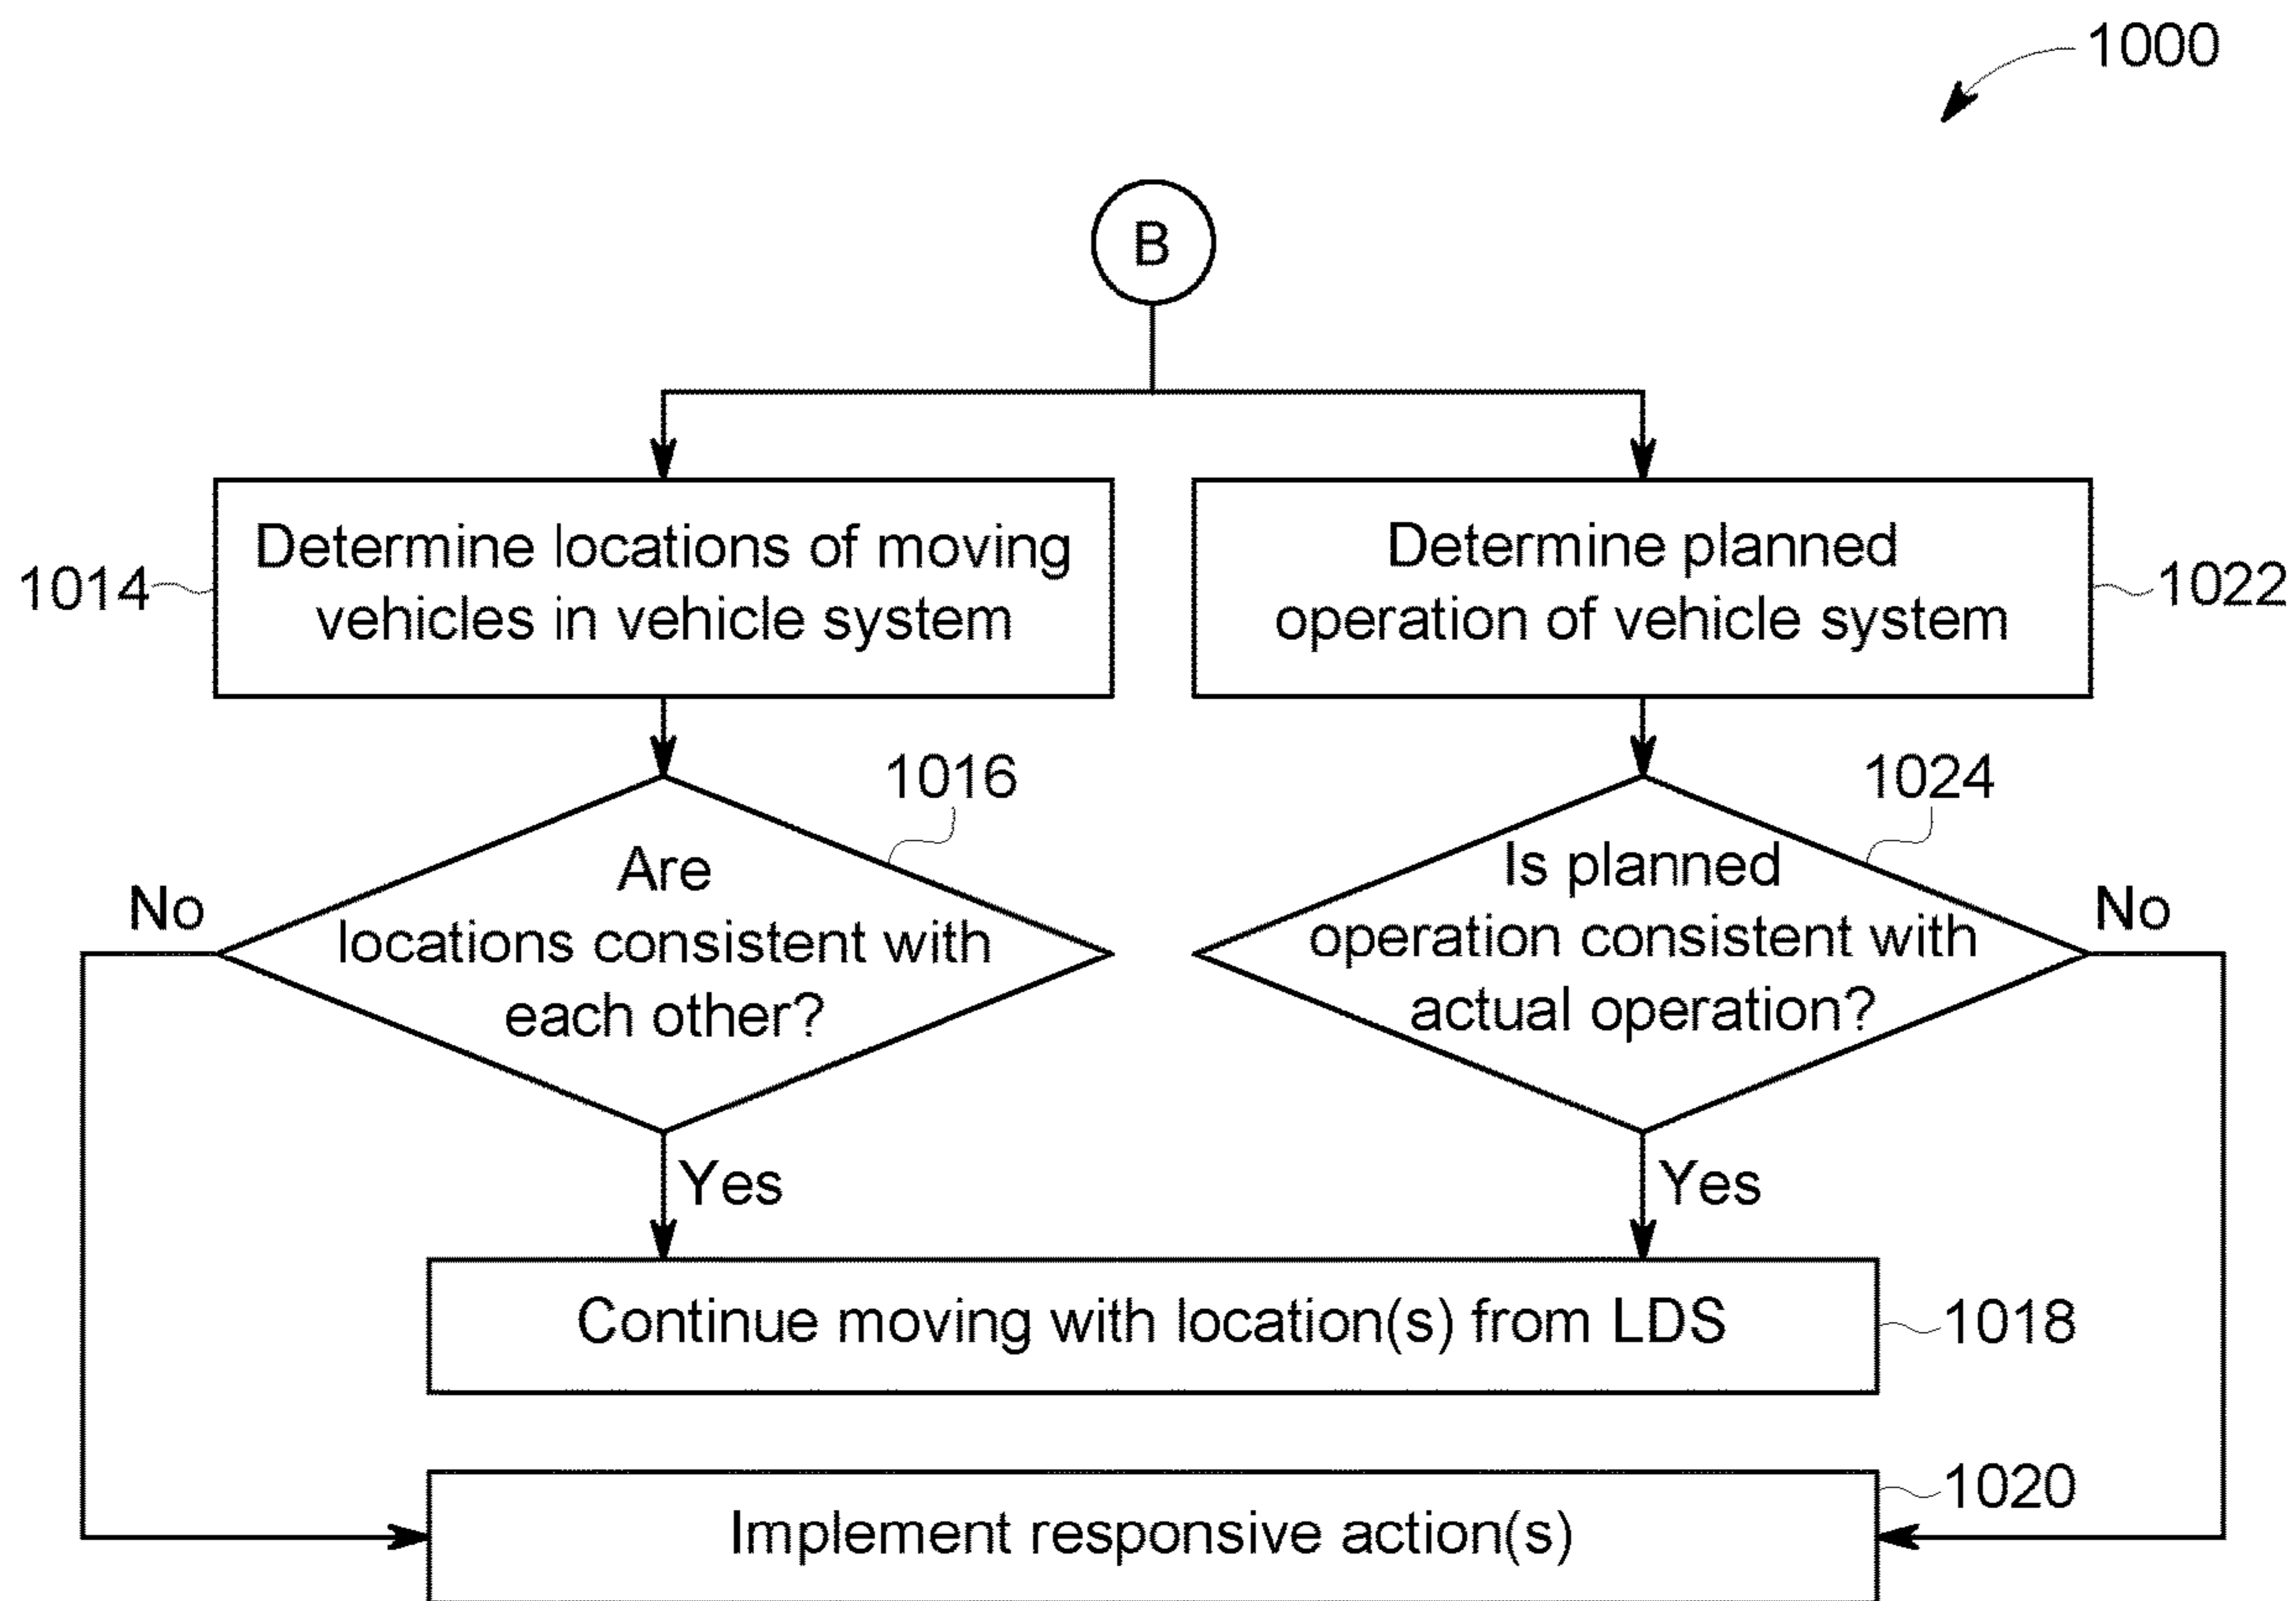 1000
B
Determine locations of moving
vehicles in vehicle system
1014
Determine planned
operation of vehicle system
1022
1016
Are
locations consistent with
each other?
No
Yes
1024
Is planned
operation consistent with
actual operation?
No
Yes
Continue moving with location(s) from LDS
1018
Implement responsive action(s)
1020